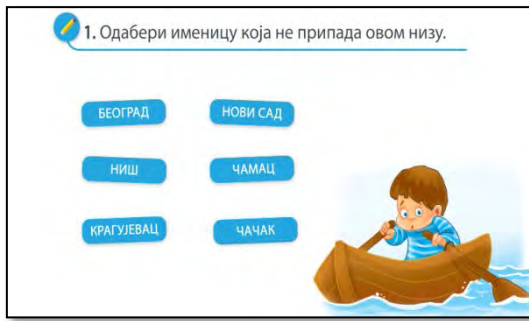 1. Одабери именицу која не припада овом низу.
БЕОГРАД
НОВИ САД
НИШ
ЧАМАЦ
КРАГУЈЕВАЦ
ЧАЧАК